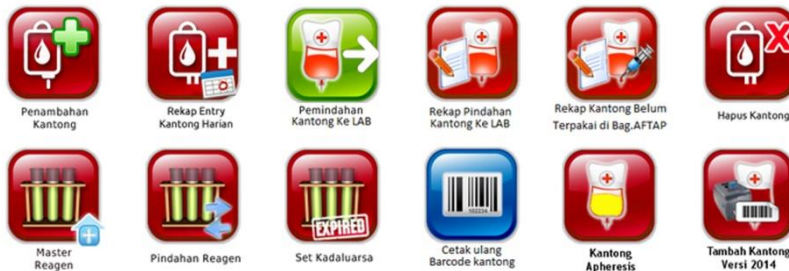 Penambahan
Kantong
Rekap Entry
Kantong Harian
Pemindahan
Kantong Ke LAB
Rekap Pindahan
Kantong Ke LAB
Rekap Kantong Belum
Terpakai di Bag.AFTAP
Hapus Kantong
EXPIRED
102234
Master
Reagen
Pindahan Reagen
Set Kadaluarsa
Cetak ulang
Barcode kantong
Kantong
Apheresis
Tambah Kantong
Versi 2014